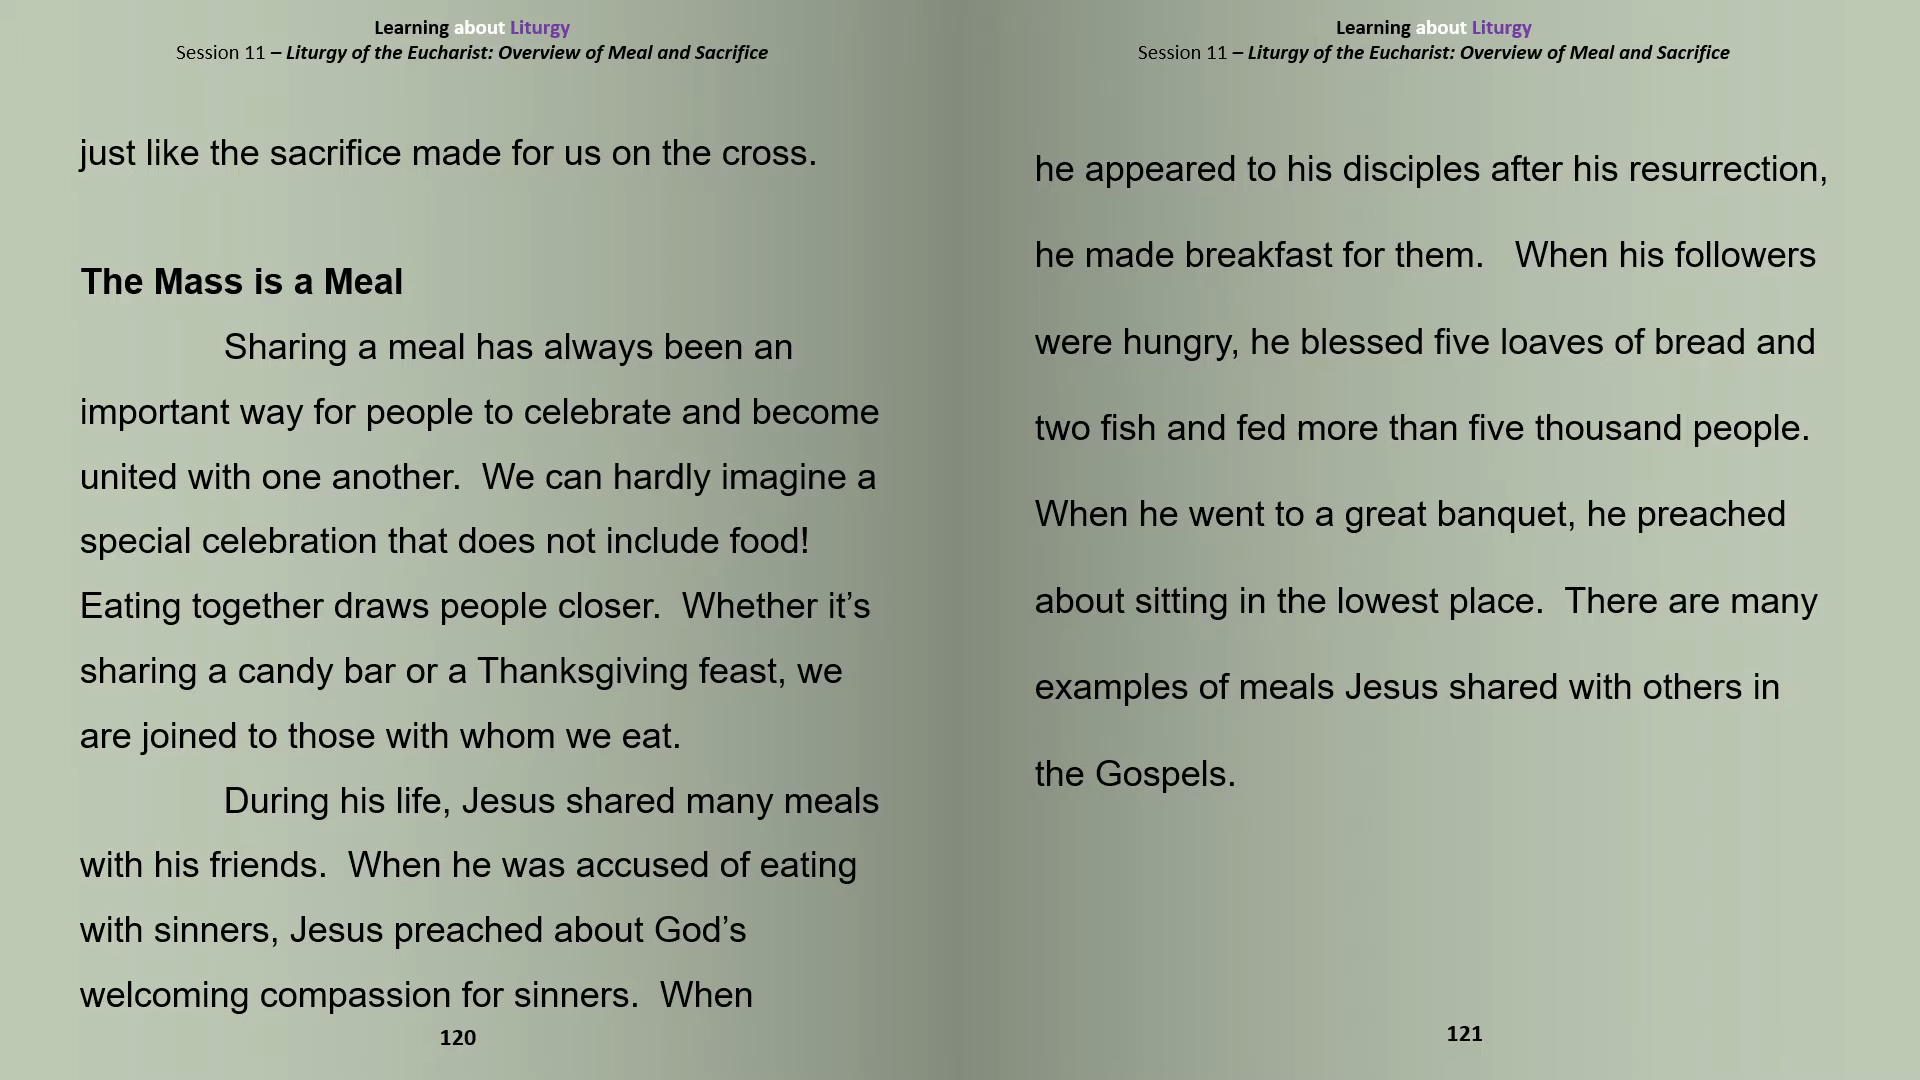 Learning about Liturgy
Session 11 – Liturgy of the Eucharist: Overview of Meal and Sacrifice
just like the sacrifice made for us on the cross.
The Mass is a Meal
Sharing a meal has always been an
important way for people to celebrate and become
united with one another.  We can hardly imagine a
special celebration that does not include food!
Eating together draws people closer.  Whether it’s
sharing a candy bar or a Thanksgiving feast, we
are joined to those with whom we eat.
During his life, Jesus shared many meals
with his friends.  When he was accused of eating
with sinners, Jesus preached about God’s
welcoming compassion for sinners.  When
120
Learning about Liturgy
Session 11 – Liturgy of the Eucharist: Overview of Meal and Sacrifice
he appeared to his disciples after his resurrection,
he made breakfast for them.   When his followers
were hungry, he blessed five loaves of bread and
two fish and fed more than five thousand people.
When he went to a great banquet, he preached
about sitting in the lowest place.  There are many
examples of meals Jesus shared with others in
the Gospels.
121